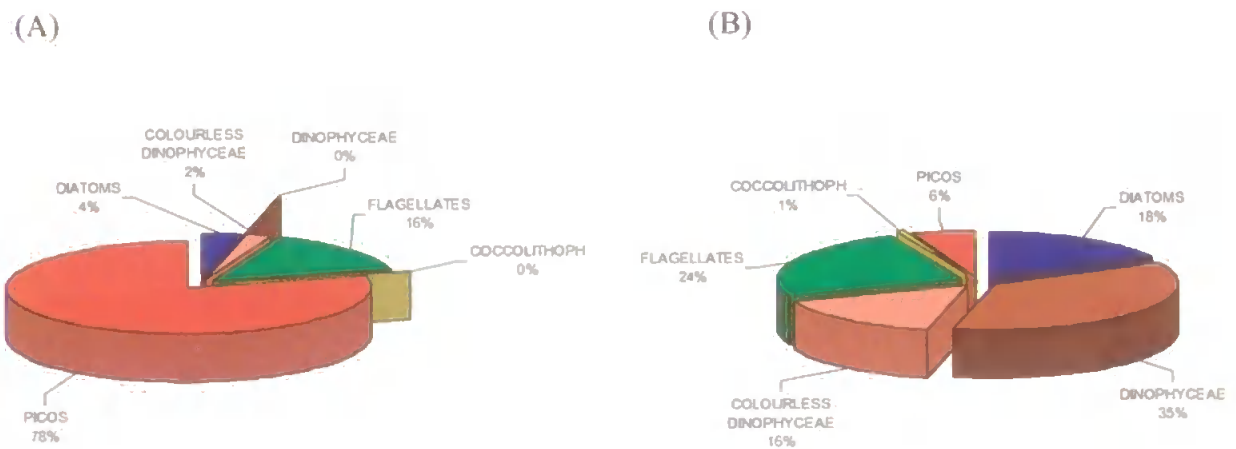 (A)
COLOURLESS
DINOPHYCEAE
2%
DINOPHYCEAE
0%
DIATOMS
4%
FLAGELLATES
16%
COCCOLITHOPH
0%
PICOS
78%
(B)
COCCOLITHOPH
1%
PICOS
6%
DIATOMS
18%
FLAGELLATES
24%
COLOURLESS
DINOPHYCEAE
16%
DINOPHYCEAE
35%